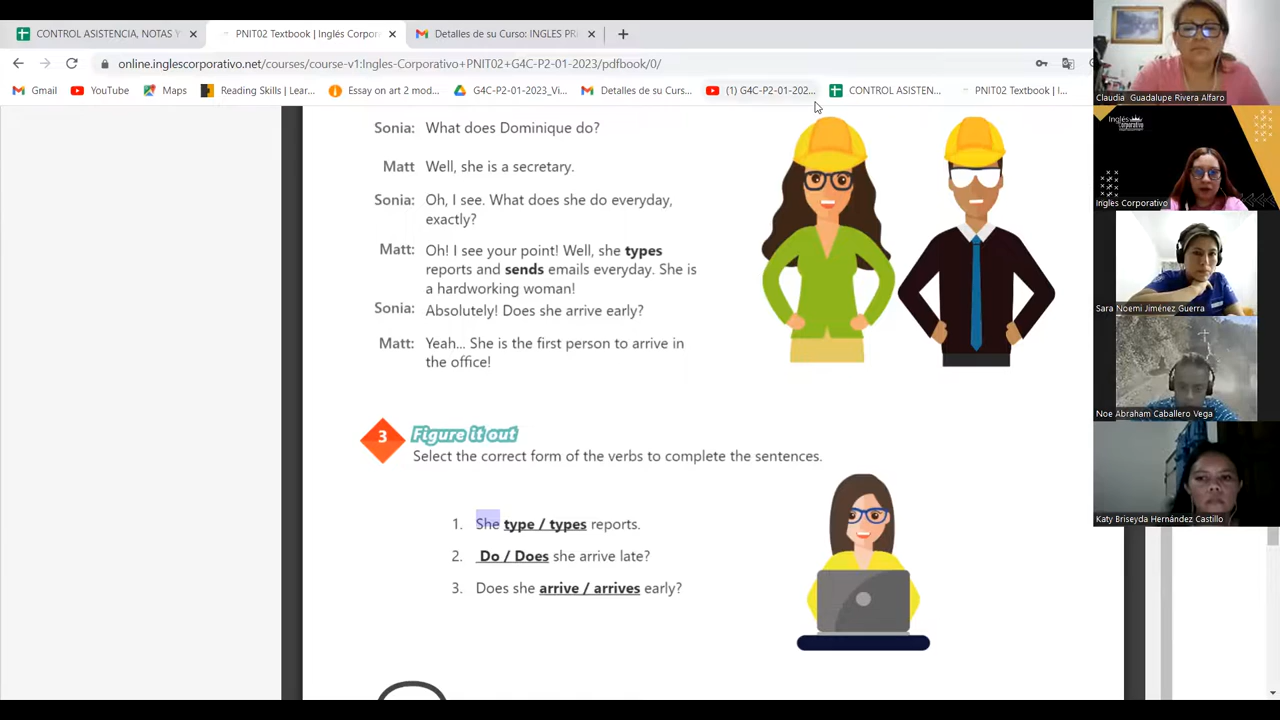 CONTROL ASISTENCIA, NOTAS Y
PNIT02 Textbook | Inglés Corpor
Detalles de su Curso: INGLES PR
online.inglescorporativo.net/courses/course-v1:Ingles-Corporativo+PNIT02+G4C-P2-01-2023/pdfbook/0/
Gmail
YouTube
Maps
Reading Skills | Lear...
Essay on art 2 mod...
G4C-P2-01-2023_Vi...
Detalles de su Curs...
(1) G4C-P2-01-202...
CONTROL ASISTEN...
PNIT02 Textbook | I...
Sonia: What does Dominique do?
Matt Well, she is a secretary.
Sonia: Oh, I see. What does she do everyday,
exactly?
Matt: Oh! I see your point! Well, she types
reports and sends emails everyday. She is
a hardworking woman!
Sonia: Absolutely! Does she arrive early?
Matt: Yeah... She is the first person to arrive in
the office!
3 Figure it out
Select the correct form of the verbs to complete the sentences.
1. She type / types reports.
2. Do / Does she arrive late?
3. Does she arrive / arrives early?
Claudia Guadalupe Rivera Alfaro
Inglés
Corporativo
Ingles Corporativo
Sara Noemi Jiménez Guerra
Noe Abraham Caballero Vega
Katy Briseyda Hernández Castillo